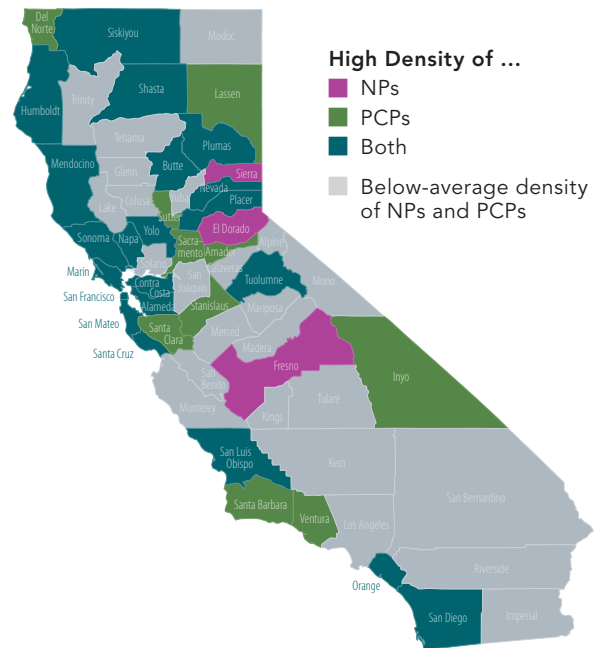 Del
Norte
Siskiyou
Modoc
High Density of ...
NPs
PCPs
Both
Below-average density
of NPs and PCPs
Trinity
Shasta
Lassen
Humboldt
Tehama
Plumas
Mendocino
Glenn
Butte
Sierra
Nevada
Placer
Lake
Colusa
Yuba
Sutter
El Dorado
Sonoma
Napa
Yolo
Sacra-
mento
Amador
Alpine
Solano
Calaveras
Marin
Contra
Costa
San
Joaquin
Tuolumne
Mono
San Francisco
Alameda
Stanislaus
Mariposa
San Mateo
Santa
Clara
Merced
Madera
Santa Cruz
Fresno
Inyo
San
Benito
Monterey
Kings
Tulare
San Luis
Obispo
Kern
San Bernardino
Santa Barbara
Ventura
Los Angeles
Orange
Riverside
San Diego
Imperial